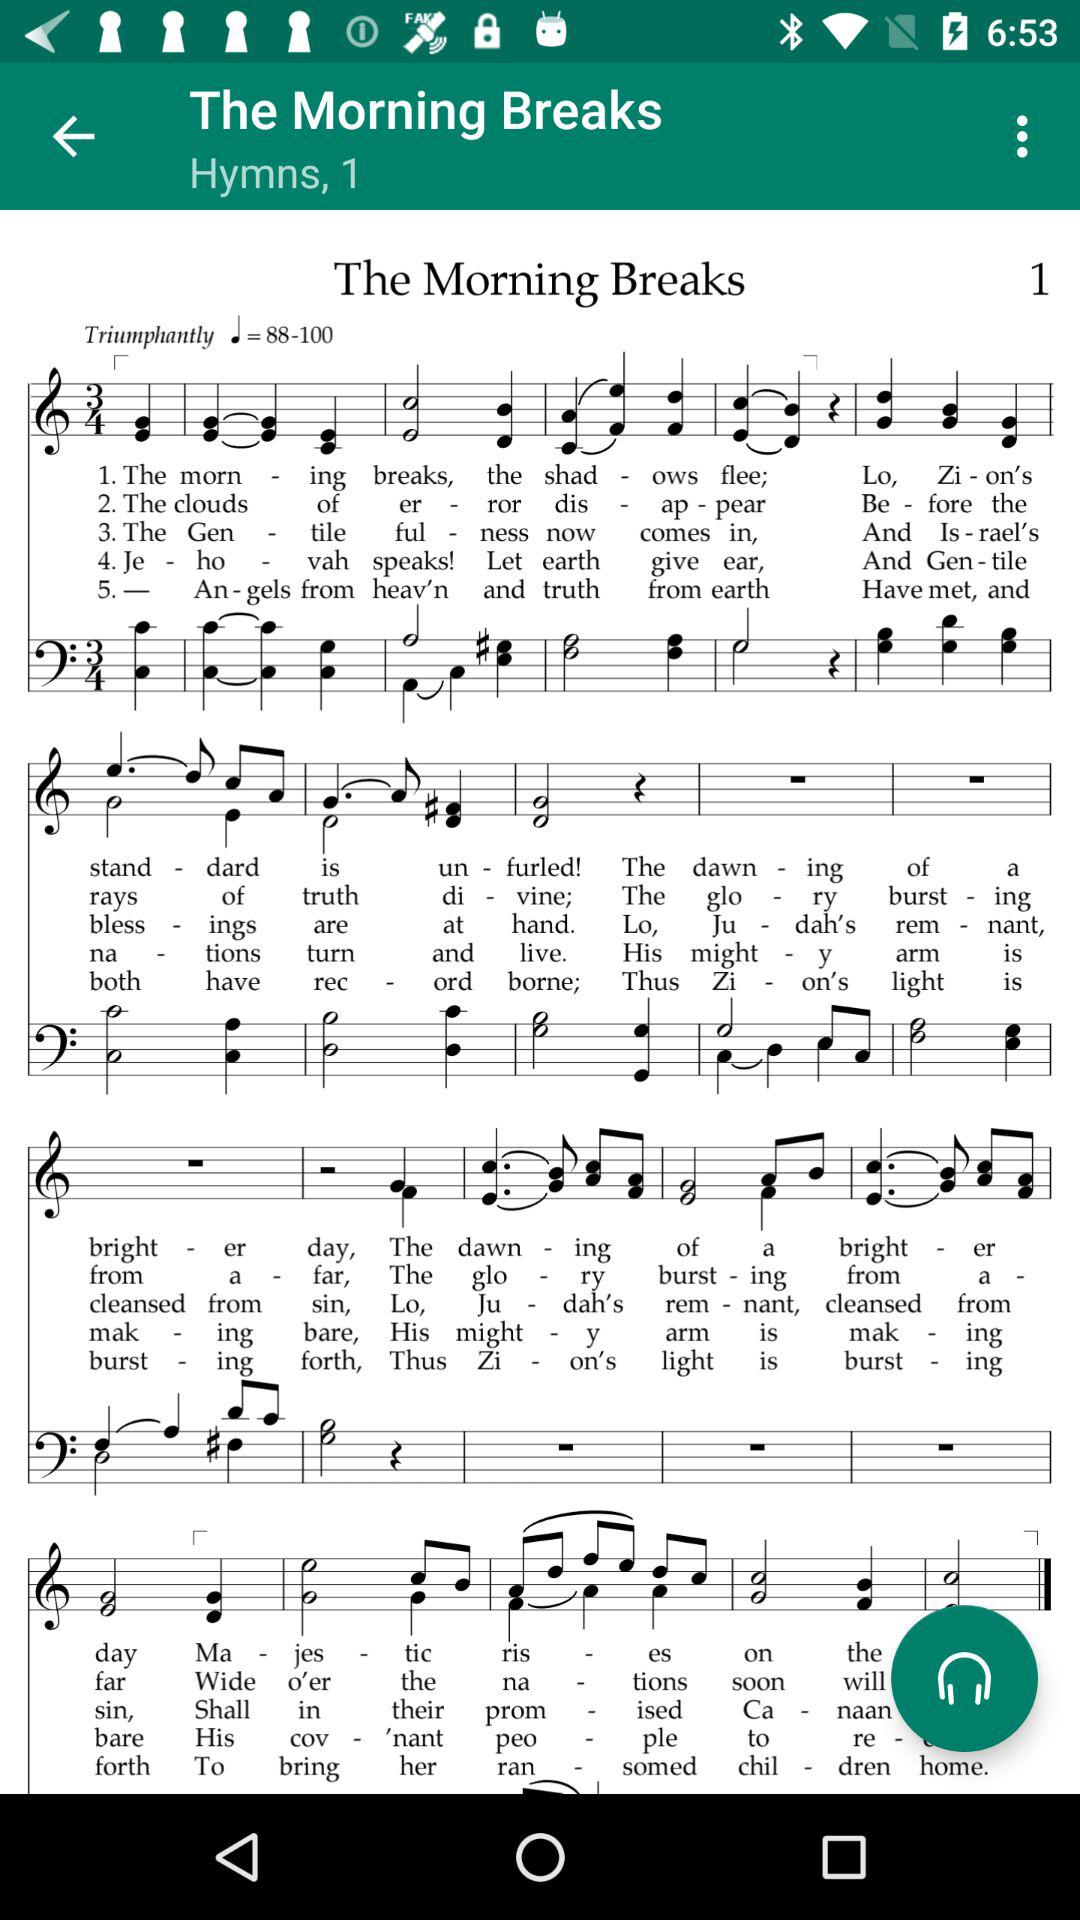 FAKE
6:53
The Morning Breaks
Hymns, 1
The Morning Breaks 1
Triumphantly ♩ = 88-100
3 4
1. The morn - ing breaks, the shad - ows flee; Lo, Zi - on's
2. The clouds of er - ror dis - ap - pear Be - fore the
3. The Gen - tile ful - ness now comes in, And Is - rael's
4. Je - ho - vah speaks! Let earth give ear, And Gen - tile
5. — An - gels from heav'n and truth from earth Have met, and
3 4
stand - dard is un - furled! The dawn - ing of a
rays of truth di - vine; The glo - ry burst - ing
bless - ings are at hand. Lo, Ju - dah's rem - nant,
na - tions turn and live. His might - y arm is
both have rec - ord borne; Thus Zi - on's light is
bright - er day, The dawn - ing of a bright - er
from a - far, The glo - ry burst - ing from a -
cleansed from sin, Lo, Ju - dah's rem - nant, cleansed from
mak - ing bare, His might - y arm is mak - ing
burst - ing forth, Thus Zi - on's light is burst - ing
day Ma - jes - tic ris - es on the
far Wide o'er the na - tions soon will
sin, Shall in their prom - ised Ca - naan
bare His cov - 'nant peo - ple to re -
forth To bring her ran - somed chil - dren home.